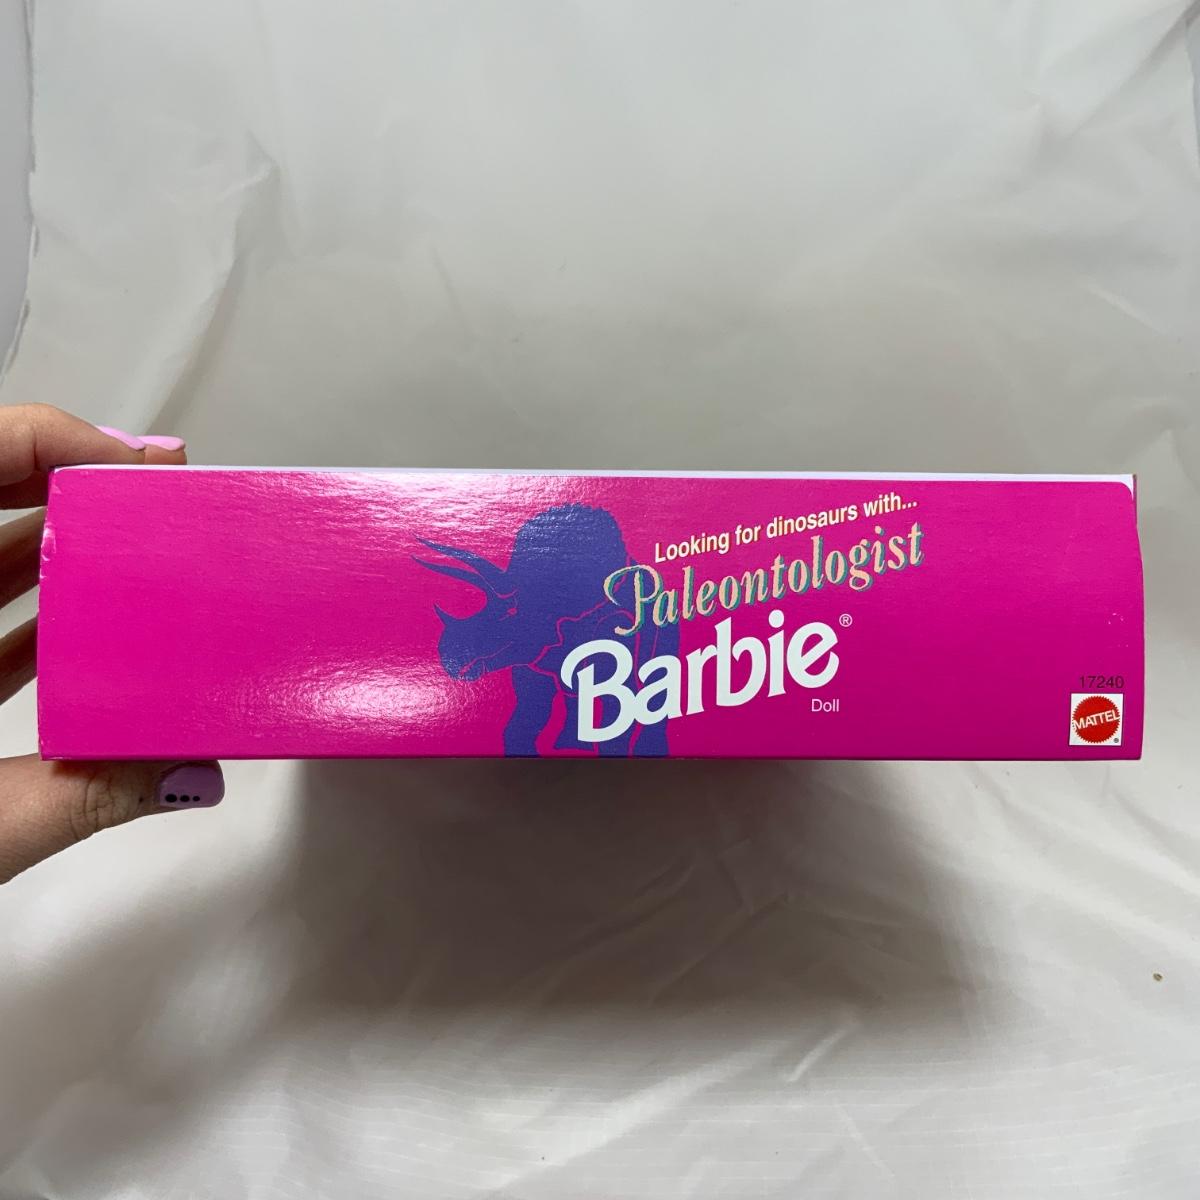 Looking for dinosaurs with...
Paleontologist
Barbie®
Doll
17240
MATTEL®